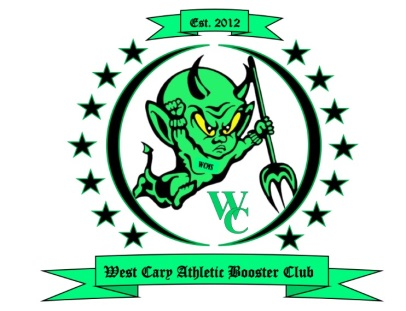 Est. 2012
WCMS
WC
West Cary Athletic Booster Club